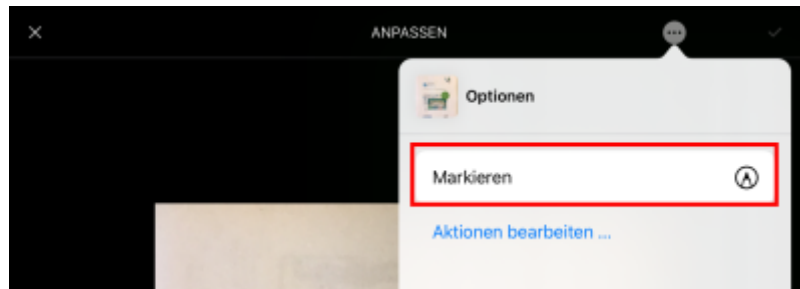 ANPASSEN
Optionen
Markieren
Aktionen bearbeiten ...